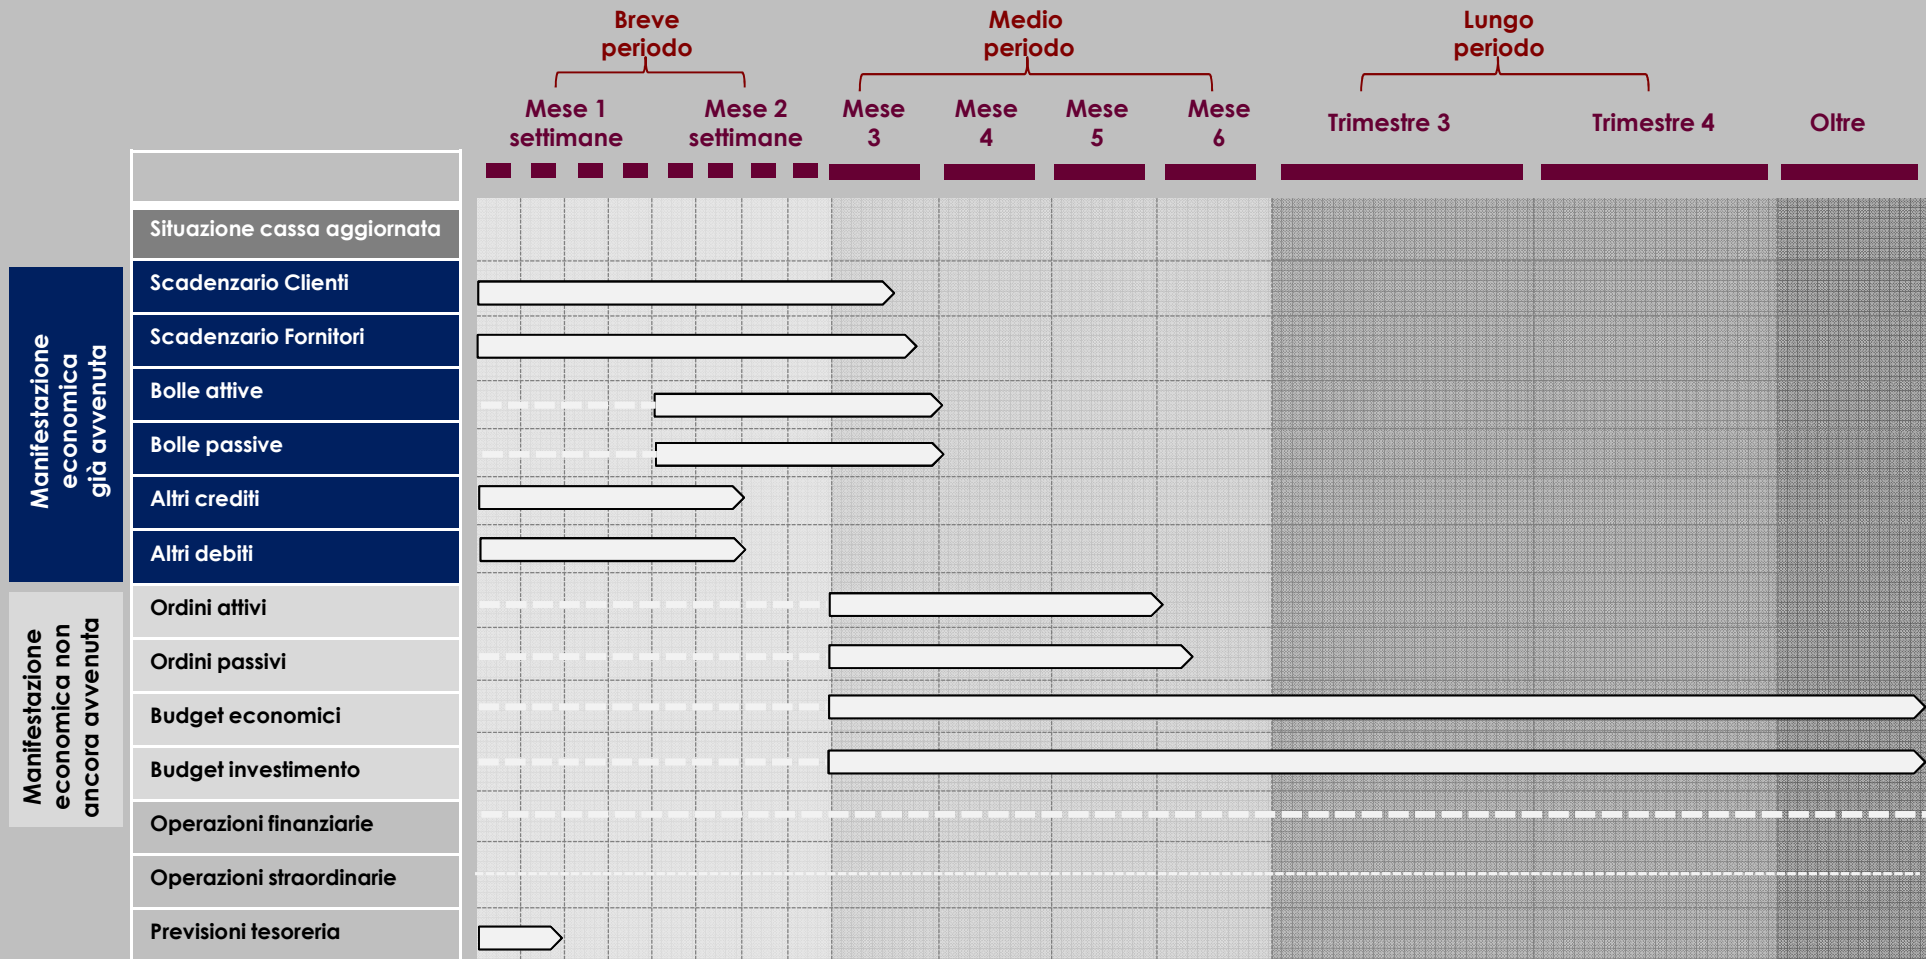 Breve
periodo
Medio
periodo
Lungo
periodo
Mese 1
settimane
Mese 2
settimane
Mese
3
Mese
4
Mese
5
Mese
6
Trimestre 3
Trimestre 4
Oltre
Situazione cassa aggiornata
Manifestazione
economica
già avvenuta
Scadenzario Clienti
Scadenzario Fornitori
Bolle attive
Bolle passive
Altri crediti
Altri debiti
Manifestazione
economica non
ancora avvenuta
Ordini attivi
Ordini passivi
Budget economici
Budget investimento
Operazioni finanziarie
Operazioni straordinarie
Previsioni tesoreria